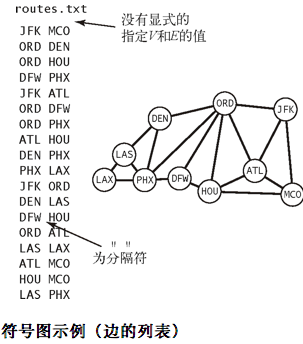 routes.txt
JFK MCO
ORD DEN
ORD HOU
DFW PHX
JFK ATL
ORD DFW
ORD PHX
ATL HOU
DEN PHX
PHX LAX
JFK ORD
DEN LAS
DFW HOU
ORD ATL
LAS LAX
ATL MCO
HOU MCO
LAS PHX
没有显式的
指定V和E的值
" "
为分隔符
ORD
JFK
DEN
LAS
ATL
LAX
PHX
DFW
HOU
MCO
符号图示例（边的列表）